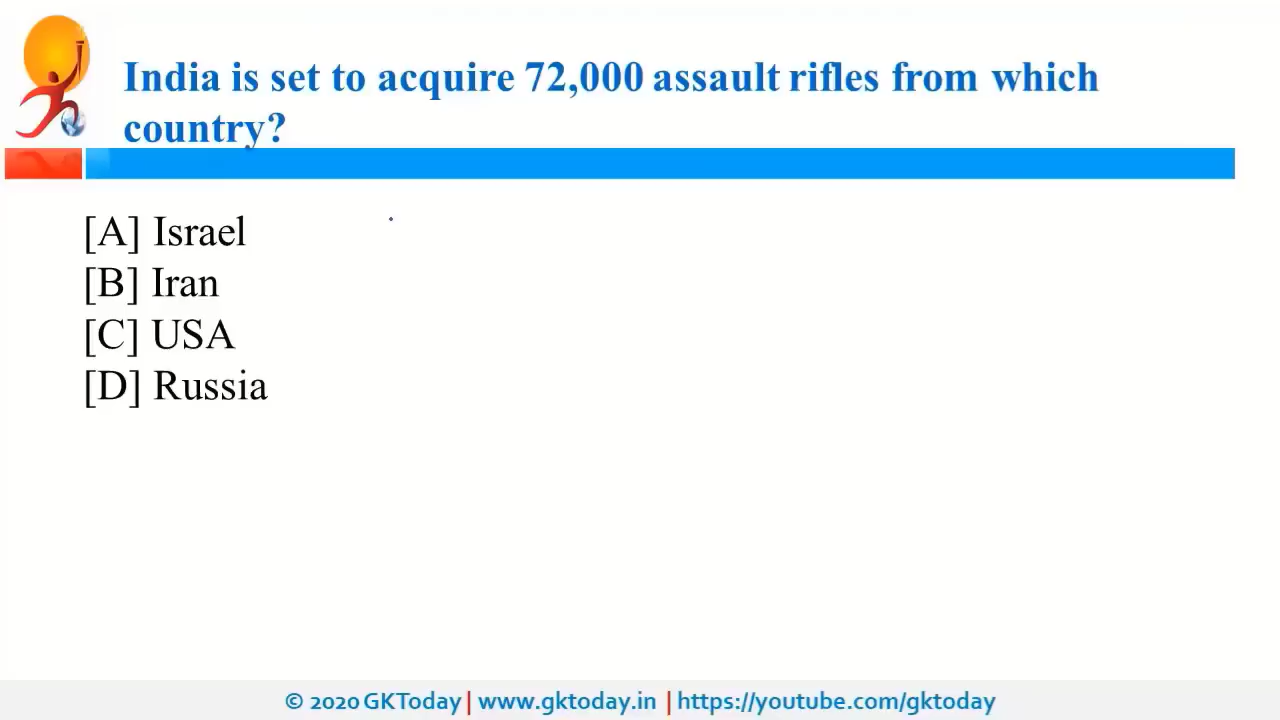 India is set to acquire 72,000 assault rifles from which
country?
[A] Israel
[B] Iran
[C] USA
[D] Russia
© 2020 GKToday | www.gktoday.in | https://youtube.com/gktoday